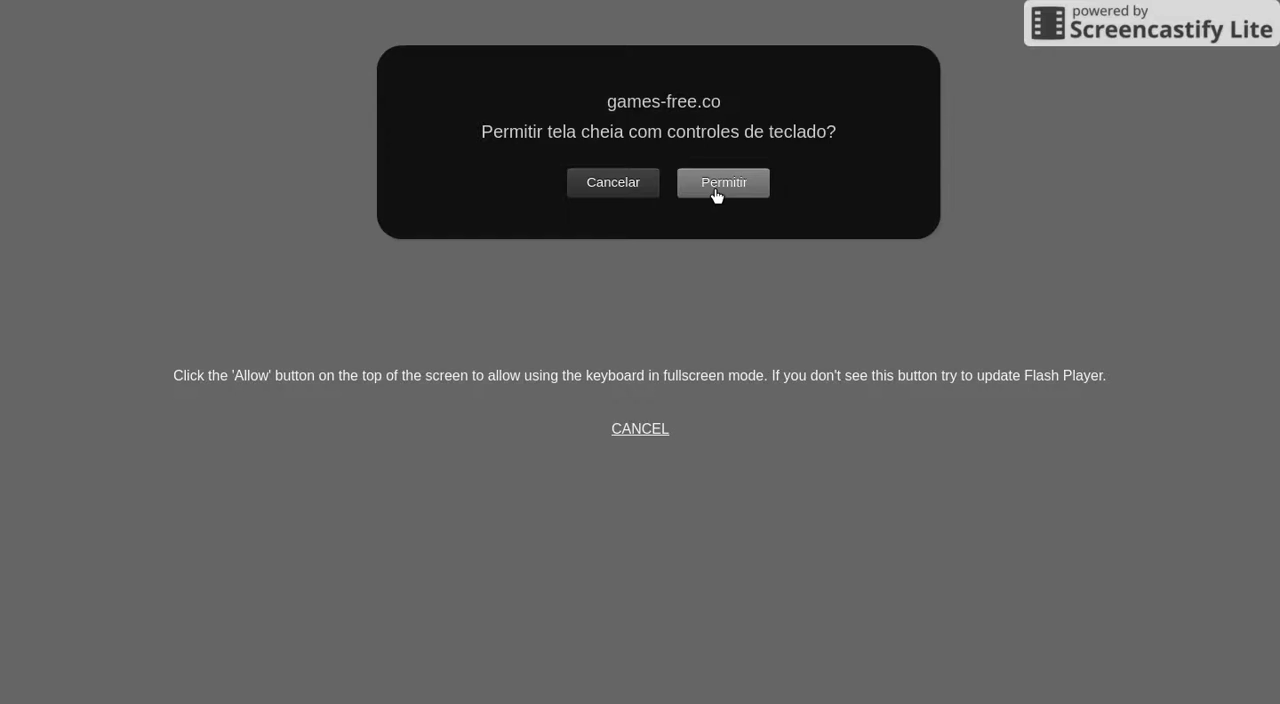 powered by
Screencastify Lite
games-free.co
Permitir tela cheia com controles de teclado?
Cancelar
Permitir
Click the 'Allow' button on the top of the screen to allow using the keyboard in fullscreen mode. If you don't see this button try to update Flash Player.
CANCEL